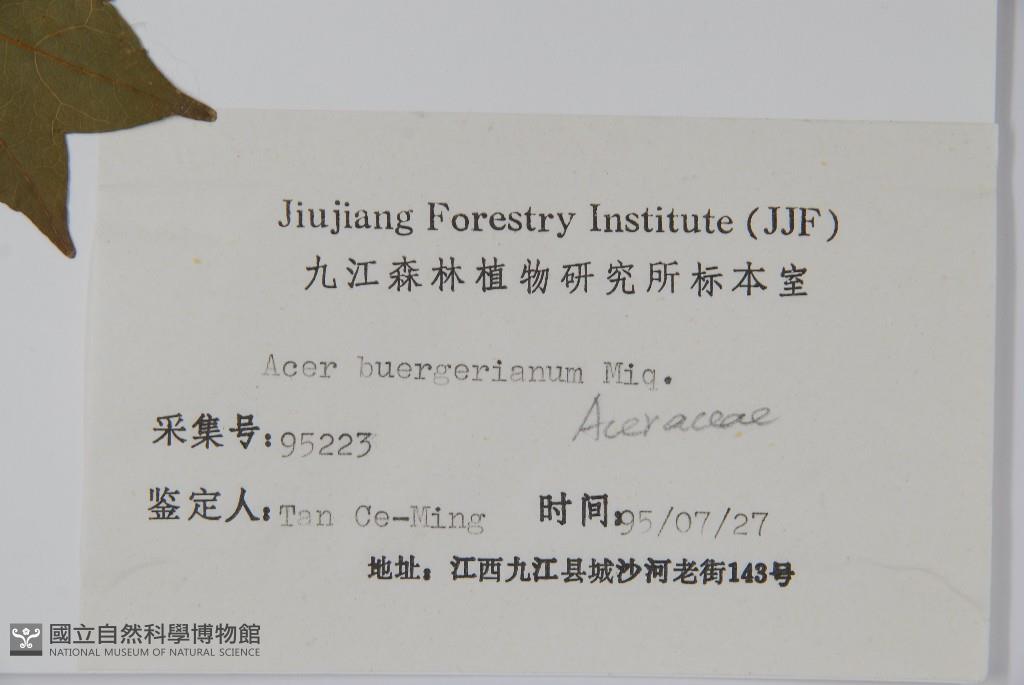 Jiujiang Forestry Institute (JJF)
九江森林植物研究所标本室
Acer buergerianum Miq.
Aceraceae
采集号:95223
鉴定人:Tan Ce-Ming 时间:95/07/27
地址：江西九江县城沙河老街143号
國立自然科學博物館
NATIONAL MUSEUM OF NATURAL SCIENCE